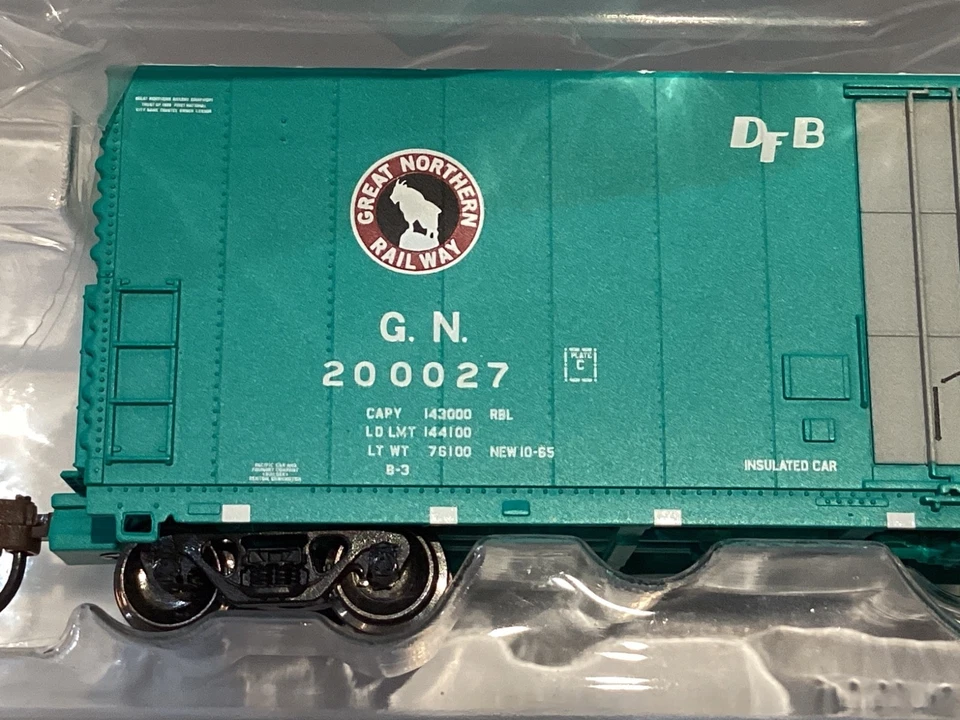 GREAT NORTHERN RAILWAY
DFB
G. N.
200027
PLATE
C
CAPY 143000 RBL
LD LMT 144100
LT WT 76100 NEW 10-65
B-3
INSULATED CAR